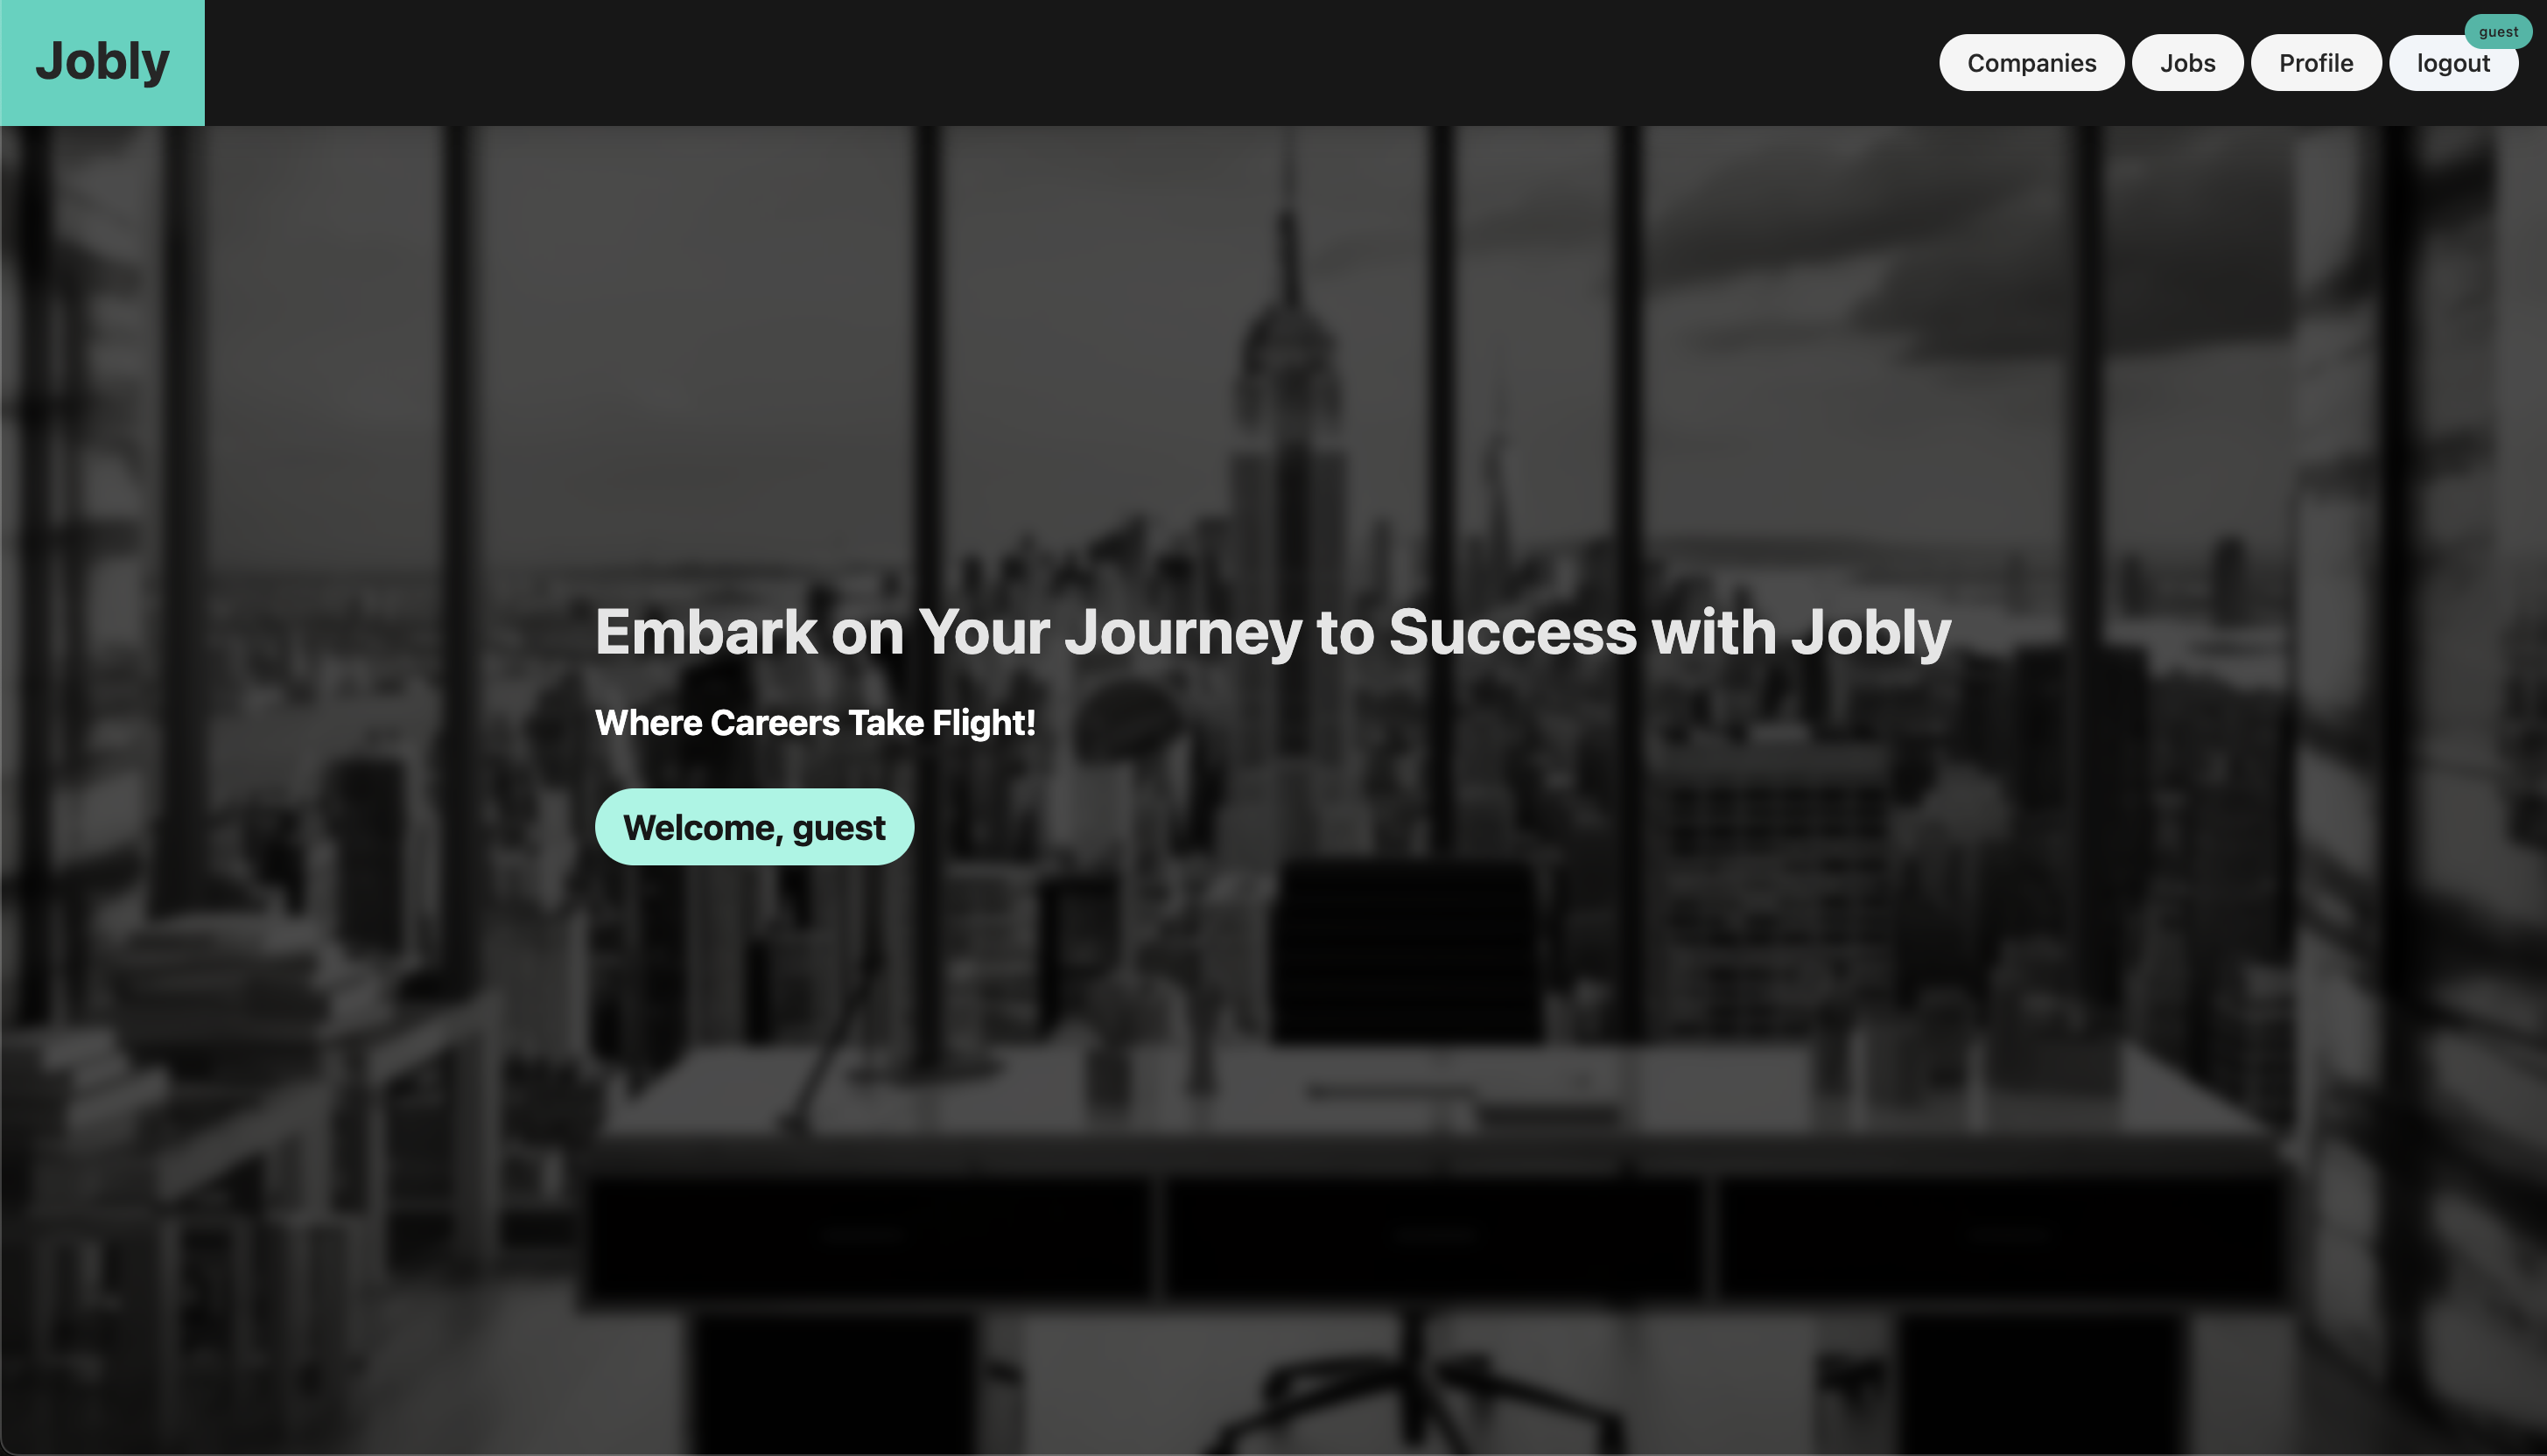 Jobly
guest
Companies
Jobs
Profile
logout
Embark on Your Journey to Success with Jobly
Where Careers Take Flight!
Welcome, guest